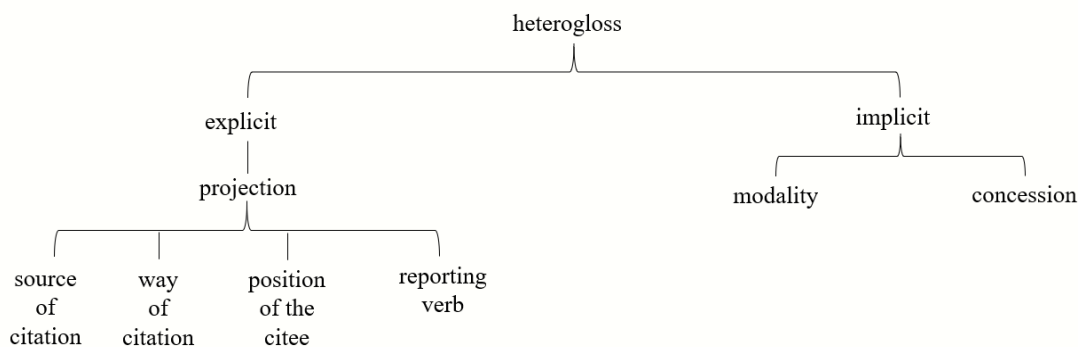 heterogloss
explicit
implicit
projection
modality
concession
source
of
citation
way
of
citation
position
of the
citee
reporting
verb